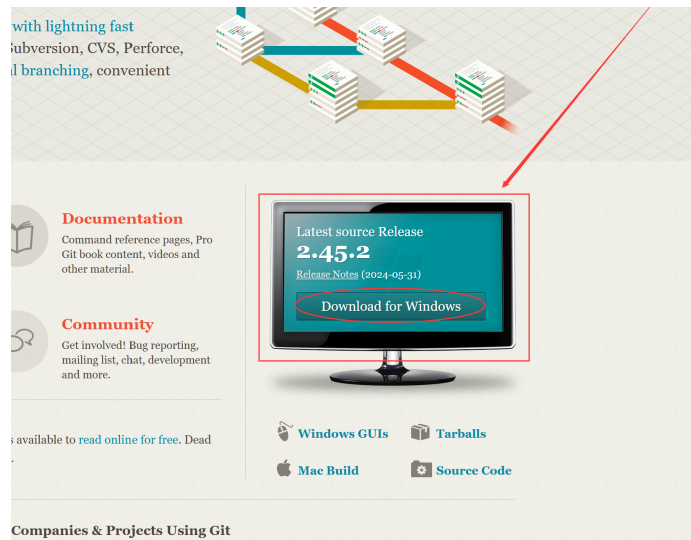 with lightning fast
Subversion, CVS, Perforce,
l branching, convenient
Documentation
Command reference pages, Pro
Git book content, videos and
other material.
Latest source Release
2.45.2
Release Notes (2024-05-31)
Download for Windows
Community
Get involved! Bug reporting,
mailing list, chat, development
and more.
s available to read online for free. Dead
.
Windows GUIs
Tarballs
Mac Build
Source Code
Companies & Projects Using Git